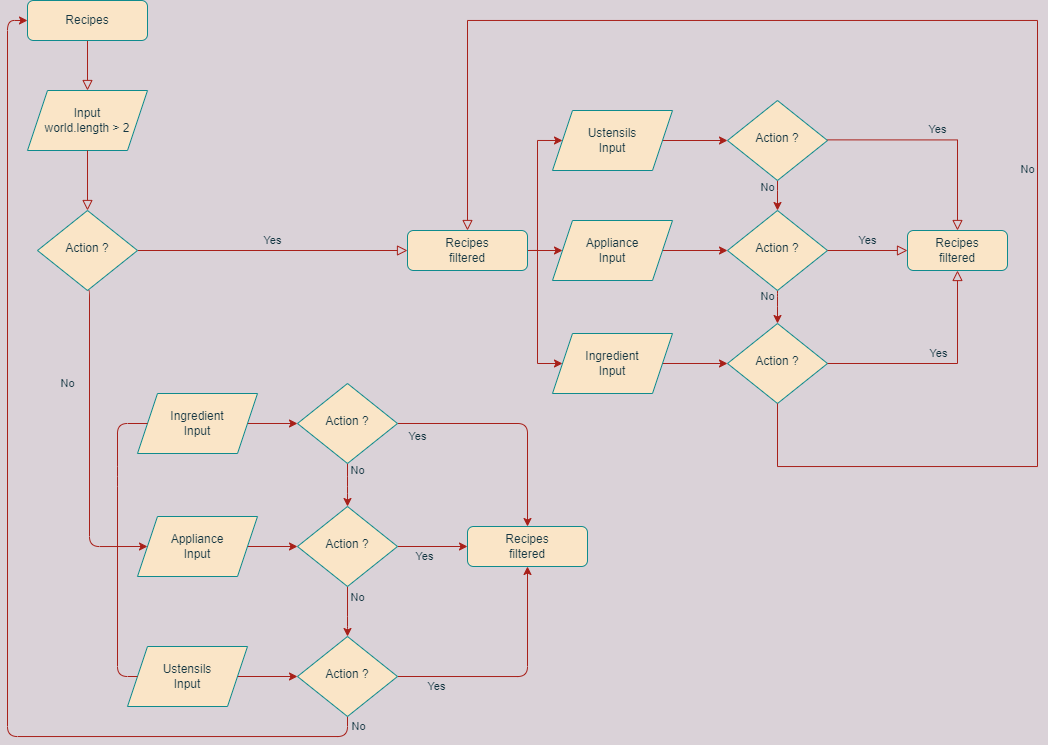 Recipes
Input
world.length > 2
Action ?
Yes
No
Recipes
filtered
Ustensils
Input
Action ?
Yes
No
No
Appliance
Input
Action ?
Yes
No
Recipes
filtered
Ingredient
Input
Action ?
Yes
Ingredient
Input
Action ?
Yes
No
Appliance
Input
Action ?
Yes
No
Recipes
filtered
Ustensils
Input
Action ?
Yes
No